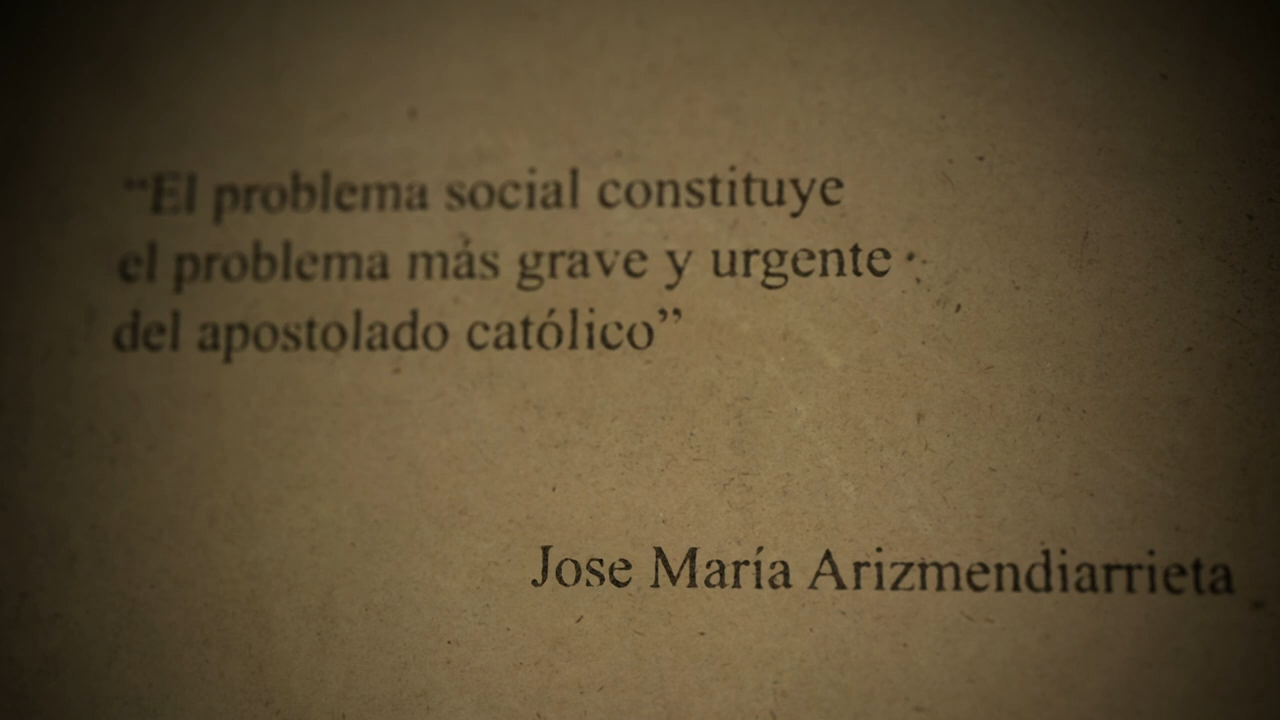 “El problema social constituye
el problema más grave y urgente
del apostolado católico”
Jose María Arizmendiarrieta